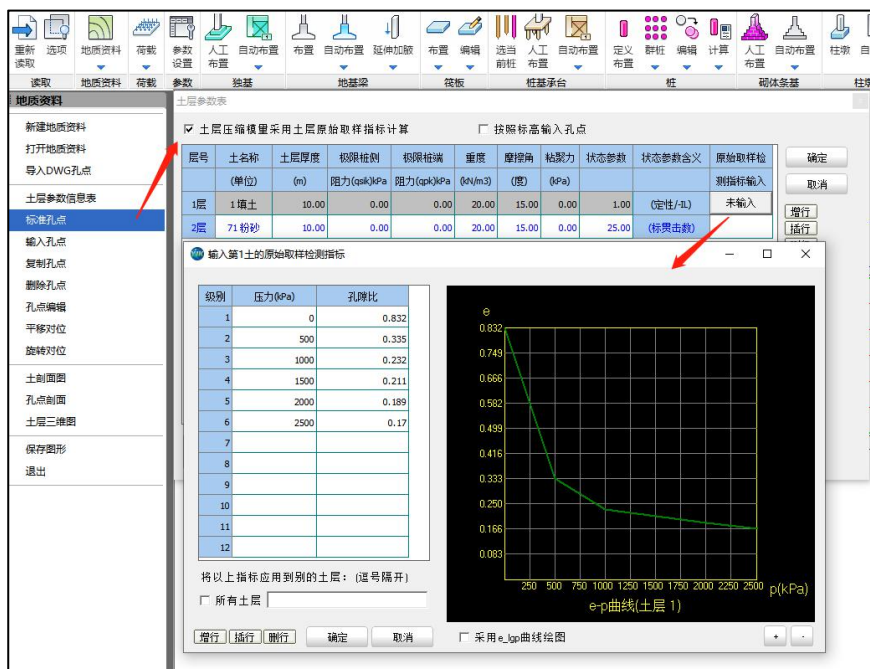 重新 选项 地质资料 荷载 参数 人工 自动布置 布置 自动布置 延伸加腋 布置 编辑 选当 人工 自动布置 定义 群桩 编辑 计算 人工 自动布置 柱墩
读取 设置 布置 前桩 布置 布置 布置
读取 地质资料 荷载 参数 独基 地基梁 筏板 桩基承台 桩 砌体条基 柱墩
地质资料
新建地质资料
打开地质资料
导入DWG孔点
土层参数信息表
标准孔点
输入孔点
复制孔点
删除孔点
孔点编辑
平移对位
旋转对位
土剖面图
孔点剖面
土层三维图
保存图形
退出
土层参数表
土层压缩模量采用土层原始取样指标计算 按照标高输入孔点
层号 土名称 土层厚度 极限桩侧 极限桩端 重度 摩擦角 粘聚力 状态参数 状态参数含义 原始取样检
(单位) (m) 阻力(qsik)kPa 阻力(qpk)kPa (kN/m3) (度) (kPa) 测指标输入
1层 1 填土 10.00 0.00 0.00 20.00 15.00 0.00 1.00 (定性/-IL) 未输入
2层 71 粉砂 10.00 0.00 0.00 20.00 15.00 0.00 25.00 (标贯击数)
确定
取消
增行
插行
输入第1土的原始取样检测指标
级别 压力(kPa) 孔隙比
1 0 0.832
2 500 0.335
3 1000 0.232
4 1500 0.211
5 2000 0.189
6 2500 0.17
7
8
9
10
11
12
将以上指标应用到别的土层: (逗号隔开)
所有土层
增行 插行 删行 确定 取消
e
0.832
0.749
0.666
0.582
0.499
0.416
0.333
0.250
0.166
0.083
250 500 750 1000 1250 1500 1750 2000 2250 2500 p(kPa)
e-p曲线(土层 1)
采用e_lgp曲线绘图 + -